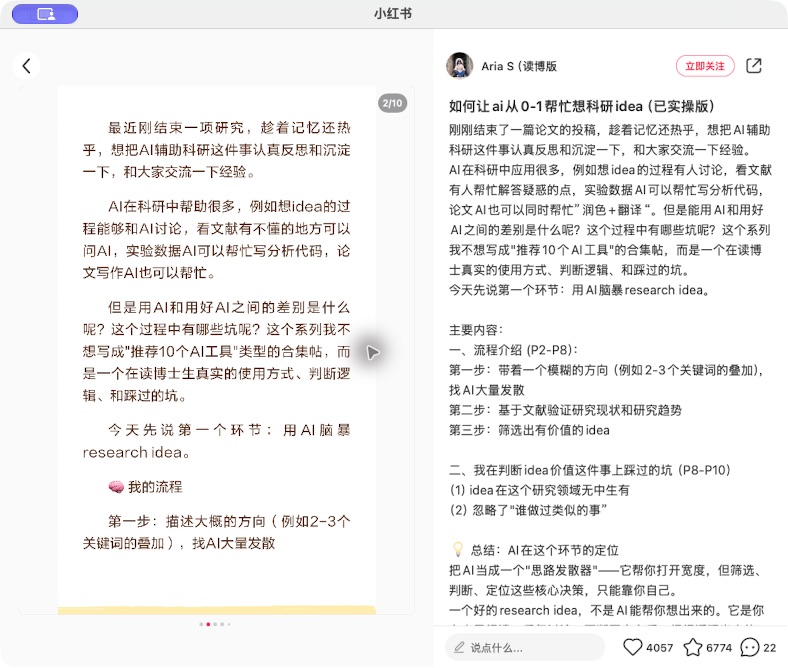 小红书
2/10
最近刚结束一项研究，趁着记忆还热
乎，想把AI辅助科研这件事认真反思和沉淀
一下，和大家交流一下经验。
AI在科研中帮助很多，例如想idea的过
程能够和AI讨论，看文献有不懂的地方可以
问AI，实验数据AI可以帮忙写分析代码，论
文写作AI也可以帮忙。
但是用AI和用好AI之间的差别是什么
呢？这个过程中有哪些坑呢？这个系列我不
想写成"推荐10个AI工具"类型的合集帖，而
是一个在读博士生真实的使用方式、判断逻
辑、和踩过的坑。
今天先说第一个环节：用AI脑暴
research idea。
🧠 我的流程
第一步：描述大概的方向（例如2-3个
关键词的叠加），找AI大量发散
Aria S (读博版
立即关注
如何让ai从0-1帮忙想科研idea（已实操版）
刚刚结束了一篇论文的投稿，趁着记忆还热乎，想把AI辅助
科研这件事认真反思和沉淀一下，和大家交流一下经验。
AI在科研中应用很多，例如想idea的过程有人讨论，看文献
有人帮忙解答疑惑的点，实验数据AI可以帮忙写分析代码，
论文AI也可以同时帮忙”润色+翻译“。但是能用AI和用好
AI之间的差别是什么呢？这个过程中有哪些坑呢？这个系列
我不想写成"推荐10个AI工具"的合集帖，而是一个在读博
士生真实的使用方式、判断逻辑、和踩过的坑。
今天先说第一个环节：用AI脑暴research idea。
主要内容：
一、流程介绍 (P2-P8)：
第一步：带着一个模糊的方向（例如2-3个关键词的叠加），
找AI大量发散
第二步：基于文献验证研究现状和研究趋势
第三步：筛选出有价值的idea
二、我在判断idea价值这件事上踩过的坑 (P8-P10)
(1) idea在这个研究领域无中生有
(2) 忽略了"谁做过类似的事”
💡 总结：AI在这个环节的定位
把AI当成一个"思路发散器"——它帮你打开宽度，但筛选、
判断、定位这些核心决策，只能靠你自己。
一个好的research idea，不是AI能帮你想出来的。它是你
说点什么...
4057
6774
22